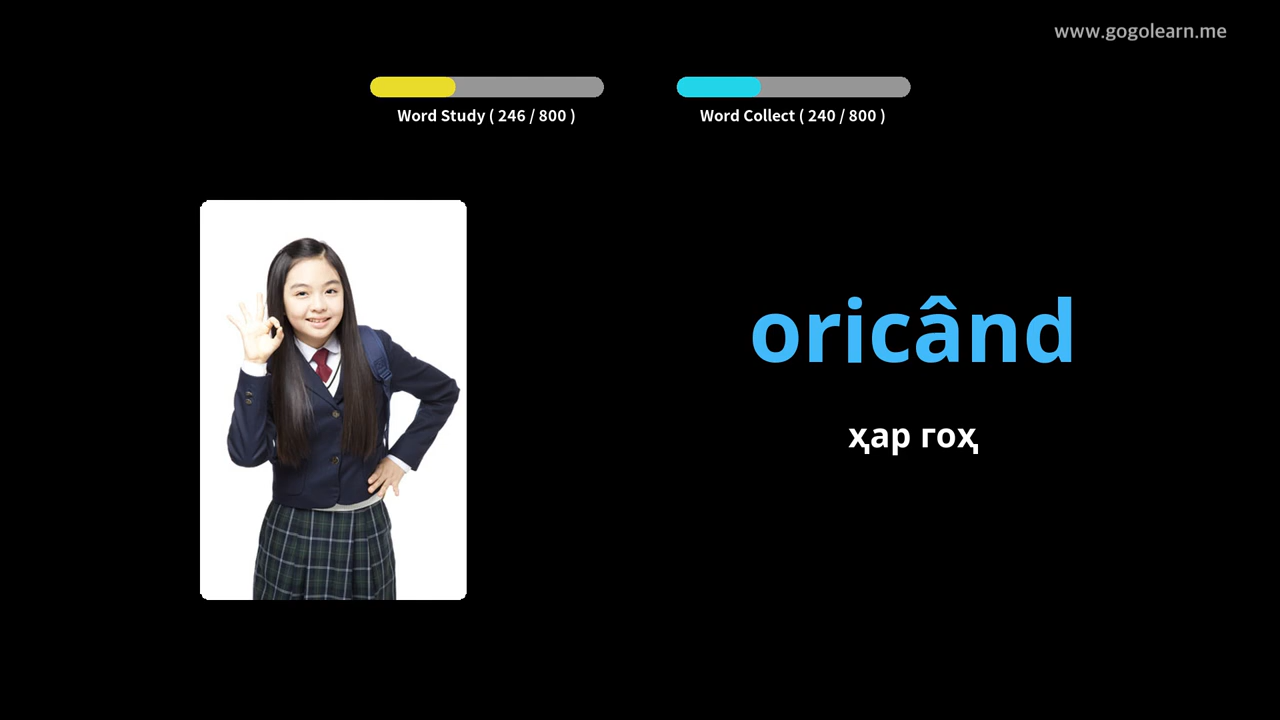 www.gogolearn.me
Word Study ( 246 / 800 )
Word Collect ( 240 / 800 )
oricând
ҳар гоҳ